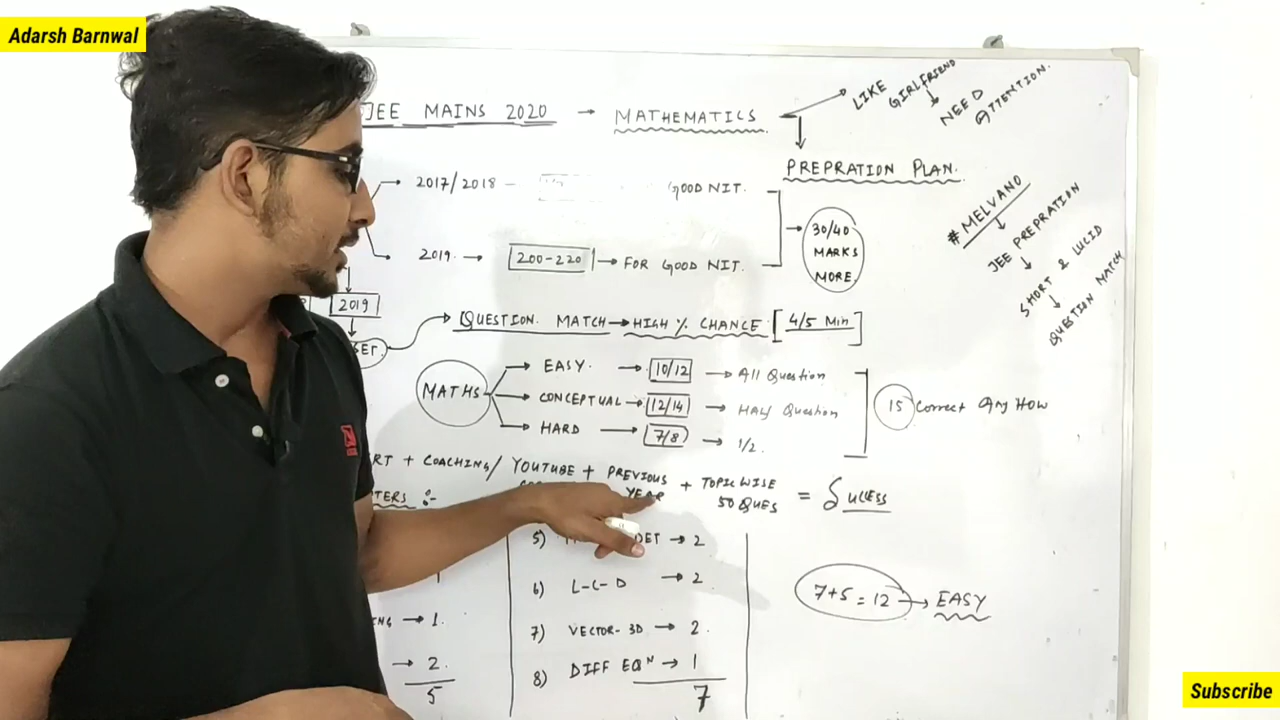 Adarsh Barnwal
JEE MAINS 2020 → MATHEMATICS
LIKE GIRLFRIEND
NEED ATTENTION.
PREPRATION PLAN.
2017/2018 - GOOD NIT.
2019. → 200-220 → FOR GOOD NIT.
30/40
MARKS
MORE.
# MELVANO
JEE PREPRATION
SHORT & LUCID
QUESTION MATCH
2019
QUESTION MATCH → HIGH % CHANCE [4/5 Min]
MATHS
EASY. → 10/12 → All Question
CONCEPTUAL → 12/14 → HALF Question
HARD → 7/8 → 1/2.
15 Correct Any How
+ COACHING/ YOUTUBE + PREVIOUS YEAR + TOPIC WISE 50 QUES = Success
5) DET → 2
6) L-C-D → 2
7) VECTOR-3D → 2.
8) DIFF EQN → 1
7
1
→ 1.
→ 2.
5
7+5=12 → EASY
Subscribe